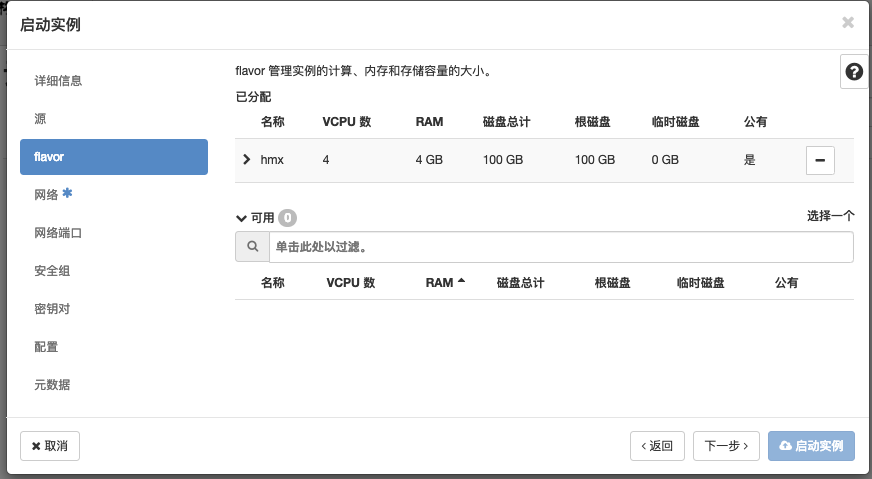 启动实例
×
详细信息
源
flavor
网络 *
网络端口
安全组
密钥对
配置
元数据
flavor 管理实例的计算、内存和存储容量的大小。
?
已分配
名称 VCPU 数 RAM 磁盘总计 根磁盘 临时磁盘 公有
hmx 4 4 GB 100 GB 100 GB 0 GB 是
可用 0 选择一个
单击此处以过滤。
名称 VCPU 数 RAM 磁盘总计 根磁盘 临时磁盘 公有
✖ 取消 ‹ 返回 下一步 › 启动实例